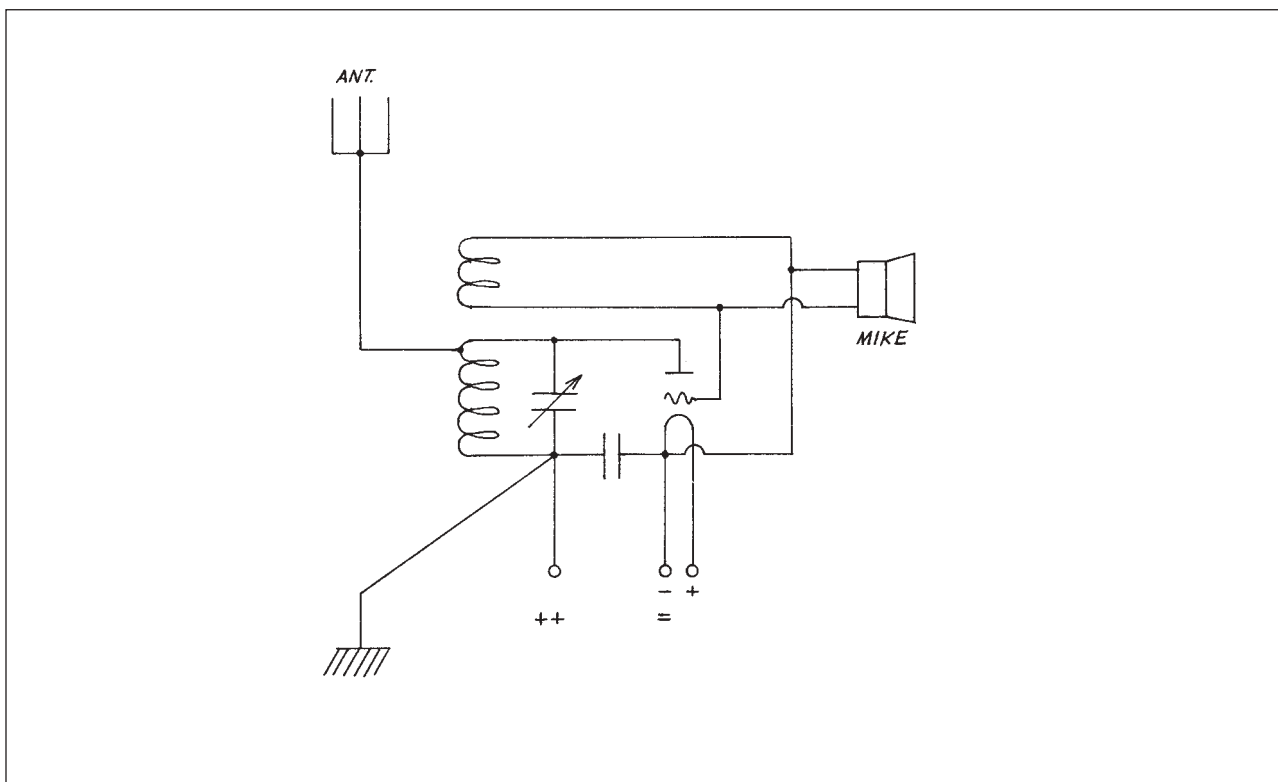 ANT.
MIKE
- +
++ =